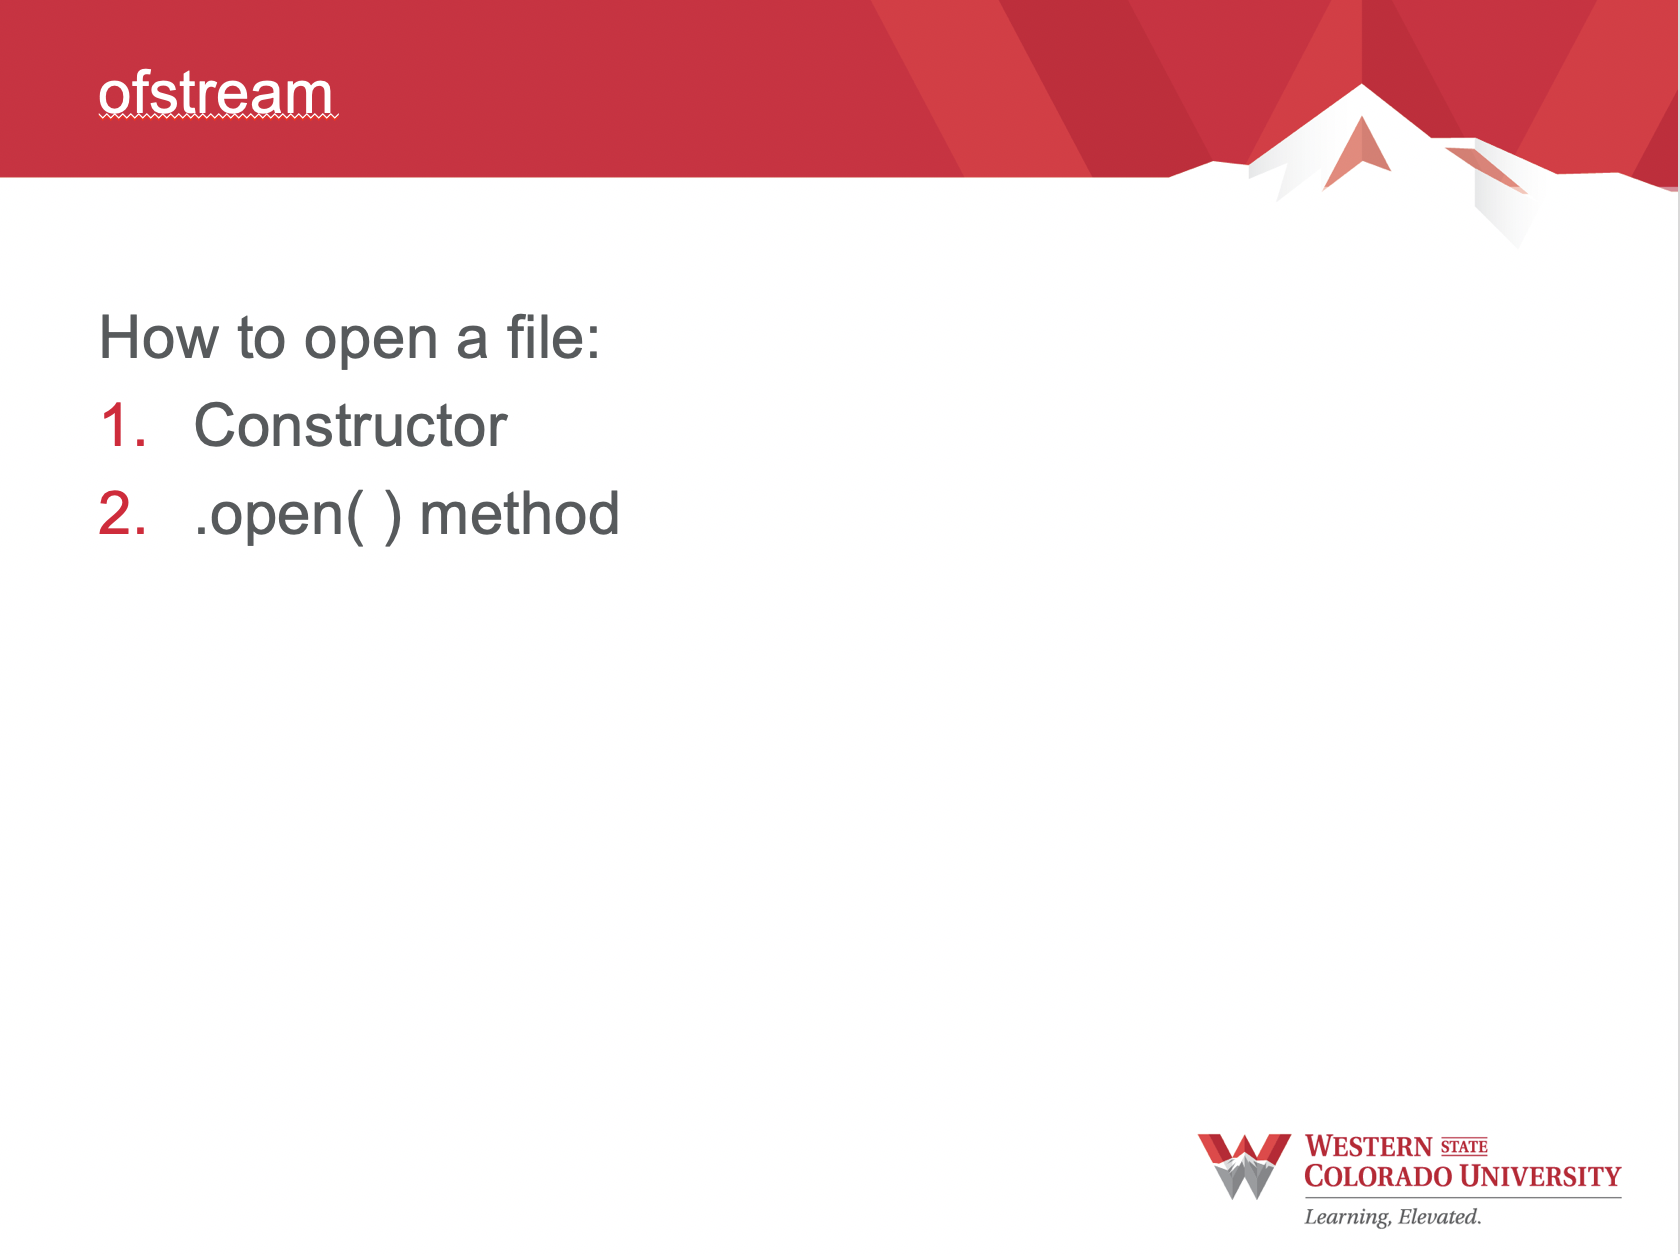 ofstream
How to open a file:
1. Constructor
2. .open( ) method
WESTERN STATE
COLORADO UNIVERSITY
Learning, Elevated.